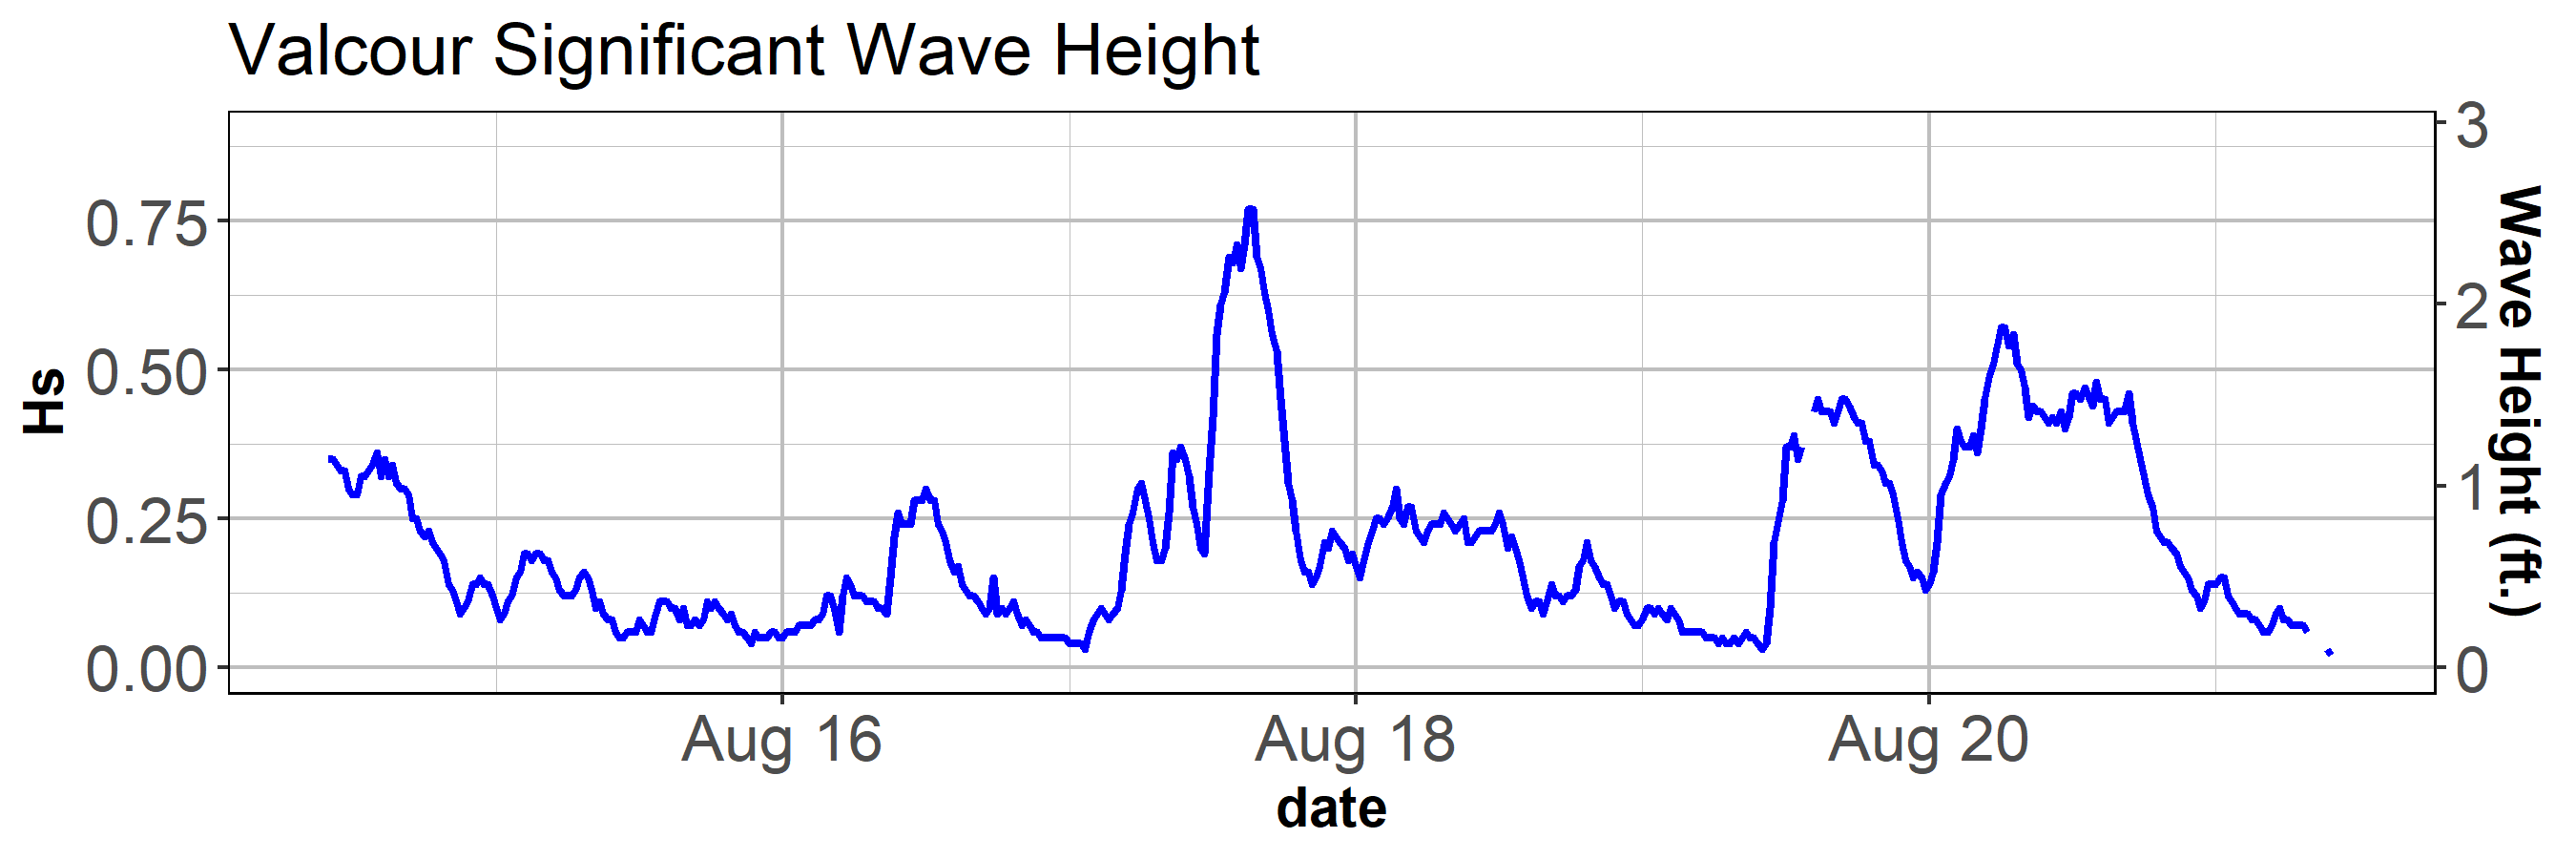 Valcour Significant Wave Height
Hs
0.75
0.50
0.25
0.00
3
2
1
0
Wave Height (ft.)
Aug 16 Aug 18 Aug 20
date